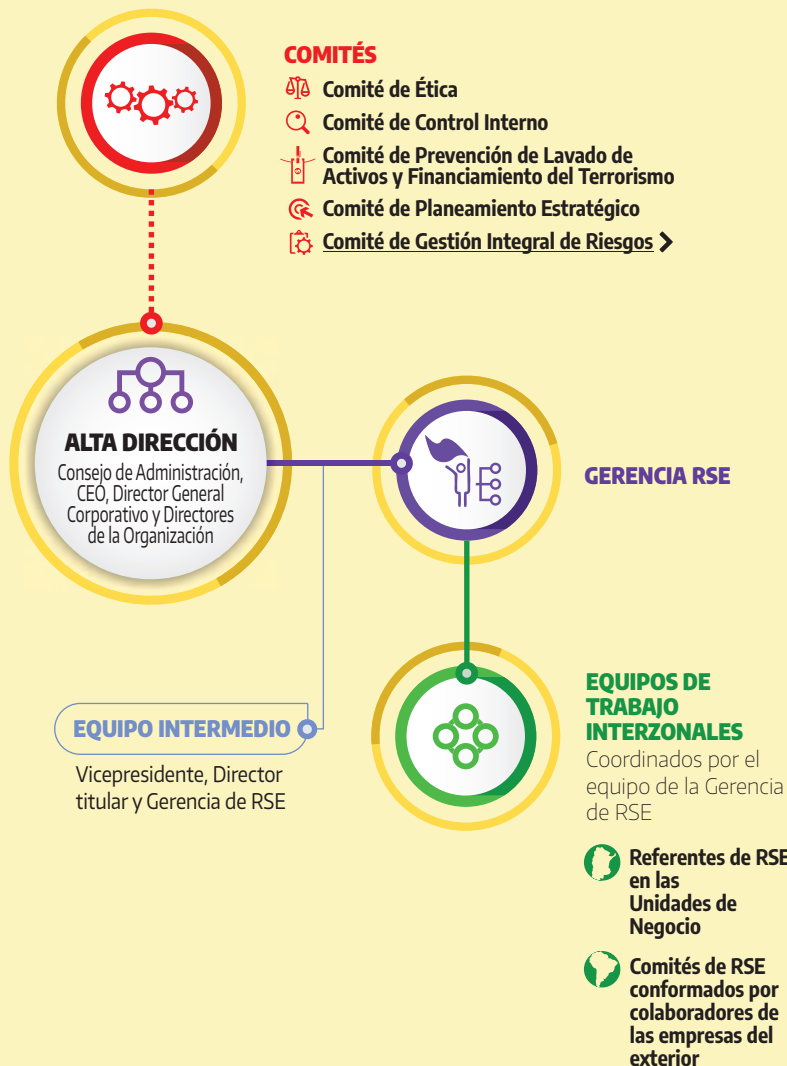 COMITÉS
Comité de Ética
Comité de Control Interno
Comité de Prevención de Lavado de
Activos y Financiamiento del Terrorismo
Comité de Planeamiento Estratégico
Comité de Gestión Integral de Riesgos
ALTA DIRECCIÓN
Consejo de Administración,
CEO, Director General
Corporativo y Directores
de la Organización
GERENCIA RSE
EQUIPO INTERMEDIO
Vicepresidente, Director
titular y Gerencia de RSE
EQUIPOS DE
TRABAJO
INTERZONALES
Coordinados por el
equipo de la Gerencia
de RSE
Referentes de RSE
en las
Unidades de
Negocio
Comités de RSE
conformados por
colaboradores de
las empresas del
exterior